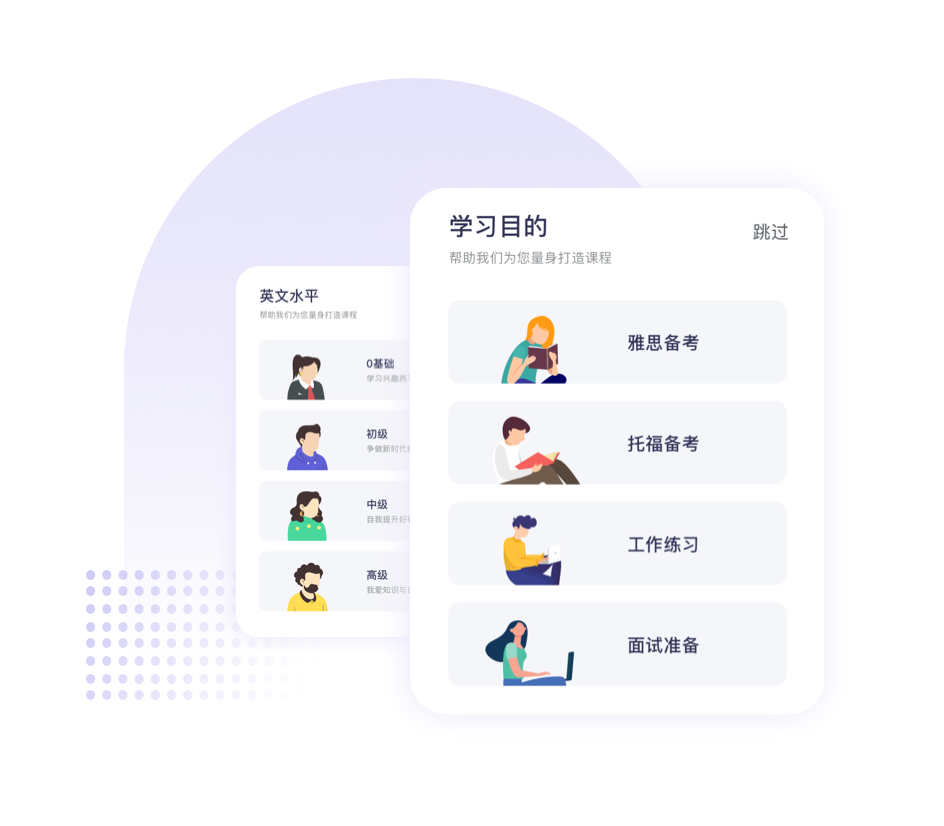 学习目的
跳过
帮助我们为您量身打造课程
雅思备考
托福备考
工作练习
面试准备
英文水平
帮助我们为您量身打造课程
0基础
学习兴趣两不
初级
争做新时代
中级
自我提升好
高级
我爱知识与